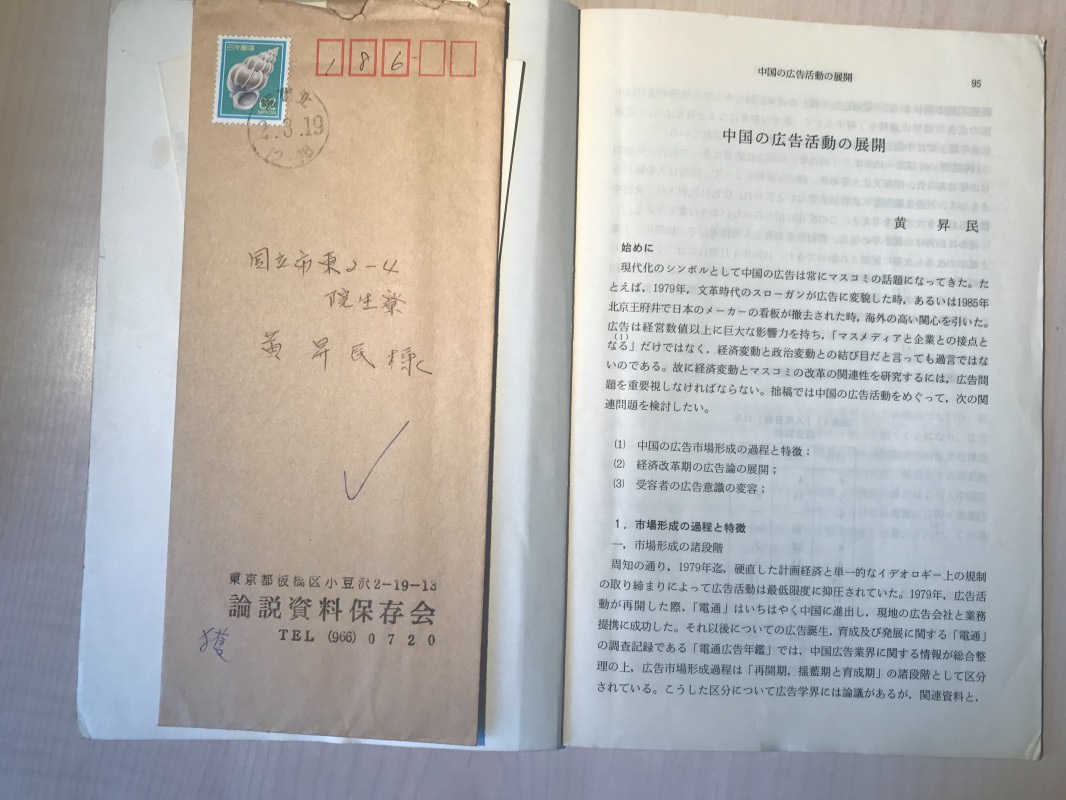 日本郵便
62
NIPPON
3.19
186
国立市東2-4
院生寮
黄昇民様
東京都板橋区小豆沢2-19-13
論説資料保存会
TEL (966) 0720
中国の広告活動の展開
95
中国の広告活動の展開
黄 昇 民
始めに
現代化のシンボルとして中国の広告は常にマスコミの話題になってきた。た
とえば，1979年，文革時代のスローガンが広告に変貌した時，あるいは1985年
北京王府井で日本のメーカーの看板が撤去された時，海外の高い関心を引いた。
広告は経営数値以上に巨大な影響力を持ち，「マスメディアと企業との接点と
なる」(1)だけではなく，経済変動と政治変動との結び目だと言っても過言ではな
いのである。故に経済変動とマスコミの改革の関連性を研究するには，広告問
題を重要視しなければならない。拙稿では中国の広告活動をめぐって，次の関
連問題を検討したい。
(1) 中国の広告市場形成の過程と特徴；
(2) 経済改革期の広告論の展開；
(3) 受容者の広告意識の変容；
1．市場形成の過程と特徴
一，市場形成の諸段階
周知の通り，1979年迄，硬直した計画経済と単一的なイデオロギー上の規制
の取り締まりによって広告活動は最低限度に抑圧されていた。1979年，広告活
動が再開した際，「電通」はいちはやく中国に進出し，現地の広告会社と業務
提携に成功した。それ以後についての広告誕生，育成及び発展に関する「電通」
の調査記録である「電通広告年鑑」では，中国広告業界に関する情報が総合整
理の上，広告市場形成過程は「再開期，揺藍期と育成期」の諸段階として区分
されている。こうした区分について広告学界には論議があるが，関連資料と，